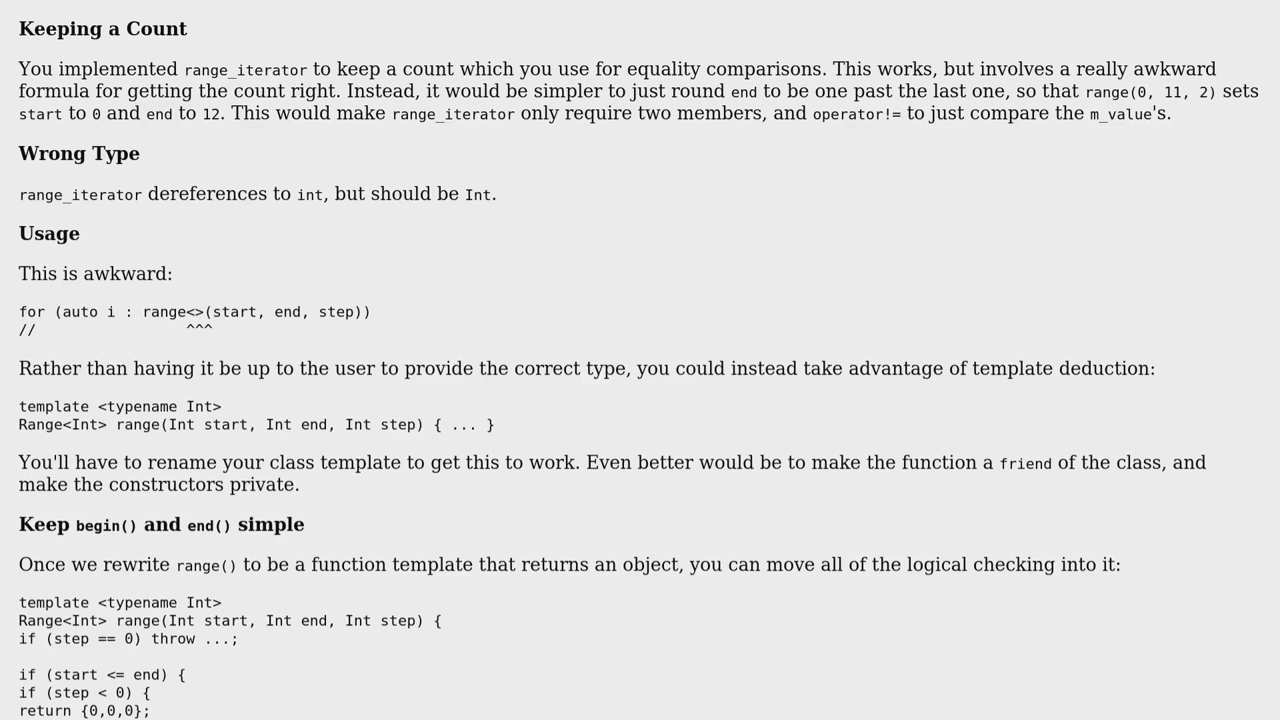 Keeping a Count
You implemented range_iterator to keep a count which you use for equality comparisons. This works, but involves a really awkward
formula for getting the count right. Instead, it would be simpler to just round end to be one past the last one, so that range(0, 11, 2) sets
start to 0 and end to 12. This would make range_iterator only require two members, and operator!= to just compare the m_value's.
Wrong Type
range_iterator dereferences to int, but should be Int.
Usage
This is awkward:
for (auto i : range<>(start, end, step))
//                 ^^^
Rather than having it be up to the user to provide the correct type, you could instead take advantage of template deduction:
template <typename Int>
Range<Int> range(Int start, Int end, Int step) { ... }
You'll have to rename your class template to get this to work. Even better would be to make the function a friend of the class, and
make the constructors private.
Keep begin() and end() simple
Once we rewrite range() to be a function template that returns an object, you can move all of the logical checking into it:
template <typename Int>
Range<Int> range(Int start, Int end, Int step) {
if (step == 0) throw ...;
if (start <= end) {
if (step < 0) {
return {0,0,0};